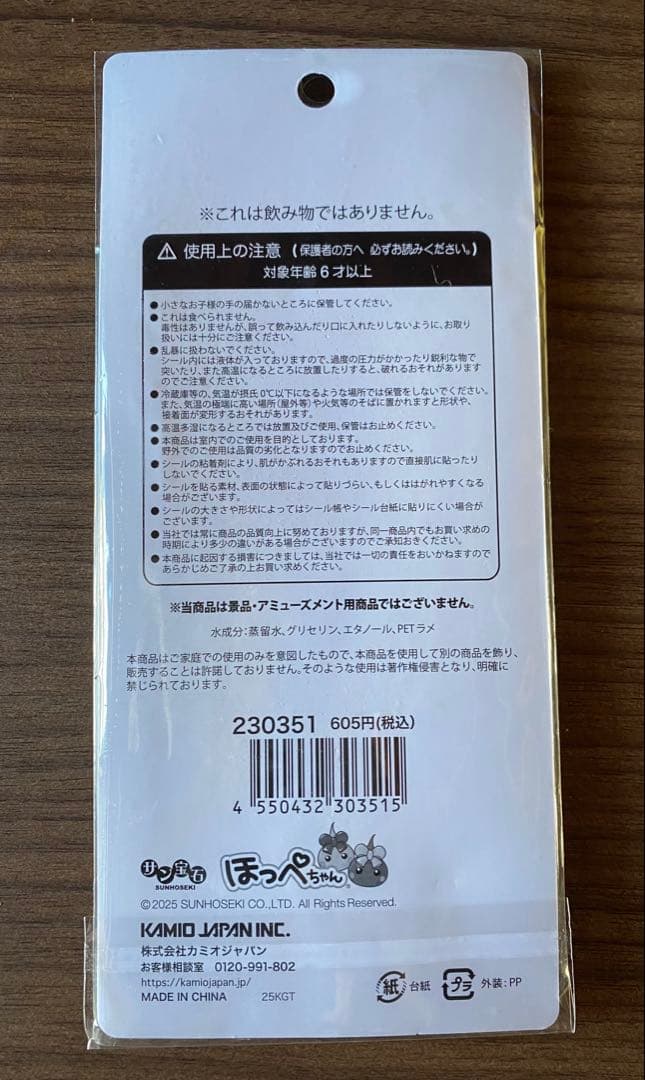 ※これは飲み物ではありません。
⚠ 使用上の注意 (保護者の方へ 必ずお読みください。)
対象年齢6才以上
●小さなお子様の手の届かないところに保管してください。
●これは食べられません。
毒性はありませんが、誤って飲み込んだり口に入れたりしないように、お取り
扱いには十分にご注意ください。
●乱暴に扱わないでください。
シール内には液体が入っておりますので、過度の圧力がかかったり鋭利な物で
突いたり、また高温になるところに放置したりすると、破れるおそれがあります
のでご注意ください。
●冷蔵庫等の、気温が摂氏0℃以下になるような場所では保管をしないでください。
また、気温の極端に高い場所(屋外等)や火気等のそばに置かれますと形状や、
接着面が変形するおそれがあります。
●高温多湿になるところでは放置及びご使用、保管はお止めください。
●本商品は室内でのご使用を目的としております。
野外でのご使用は品質の劣化となりますのでお止めください。
●シールの粘着剤により、肌がかぶれるおそれもありますので直接肌に貼ったり
しないでください。
●シールを貼る素材、表面の状態によって貼りづらい、もしくははがれやすくなる
場合がございます。
●シールの大きさや形状によってはシール帳やシール台紙に貼りにくい場合が
ございます。
●当社では常に商品の品質向上に努めておりますが、同一商品内でもお買い求めの
時期により多少の違いがある場合がございますのでご承知おきください。
●本商品に起因する損害につきましては、当社では一切の責任をおいかねますので
あらかじめご了承の上お買い求めください。
※当商品は景品・アミューズメント用商品ではございません。
水成分:蒸留水、グリセリン、エタノール、PETラメ
本商品はご家庭での使用のみを意図したもので、本商品を使用して別の商品を飾り、
販売することは許諾しておりません。そのような使用は著作権侵害となり、明確に
禁じられております。
230351 605円(税込)
4 550432 303515
サン宝石
SUNHOSEKI
ほっぺちゃん
©2025 SUNHOSEKI CO.,LTD. All Rights Reserved.
KAMIO JAPAN INC.
株式会社カミオジャパン
お客様相談室 0120-991-802
https://kamiojapan.jp/
MADE IN CHINA 25KGT
紙 台紙 プラ 外装:PP